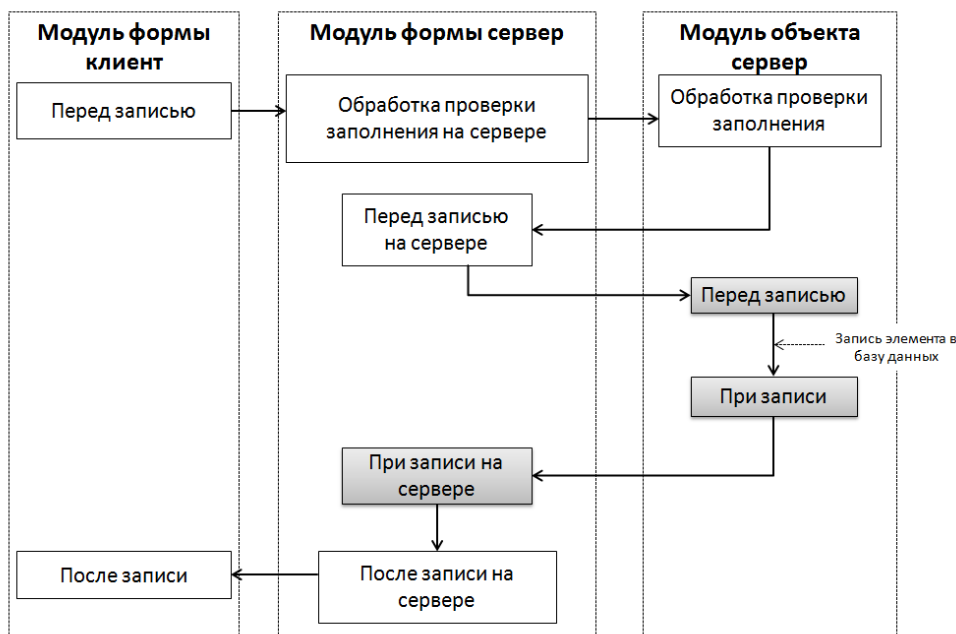 Модуль формы
клиент
Модуль формы сервер
Модуль объекта
сервер
Перед записью
Обработка проверки
заполнения на сервере
Обработка проверки
заполнения
Перед записью
на сервере
Перед записью
Запись элемента в
базу данных
При записи
При записи на
сервере
После записи
После записи на
сервере